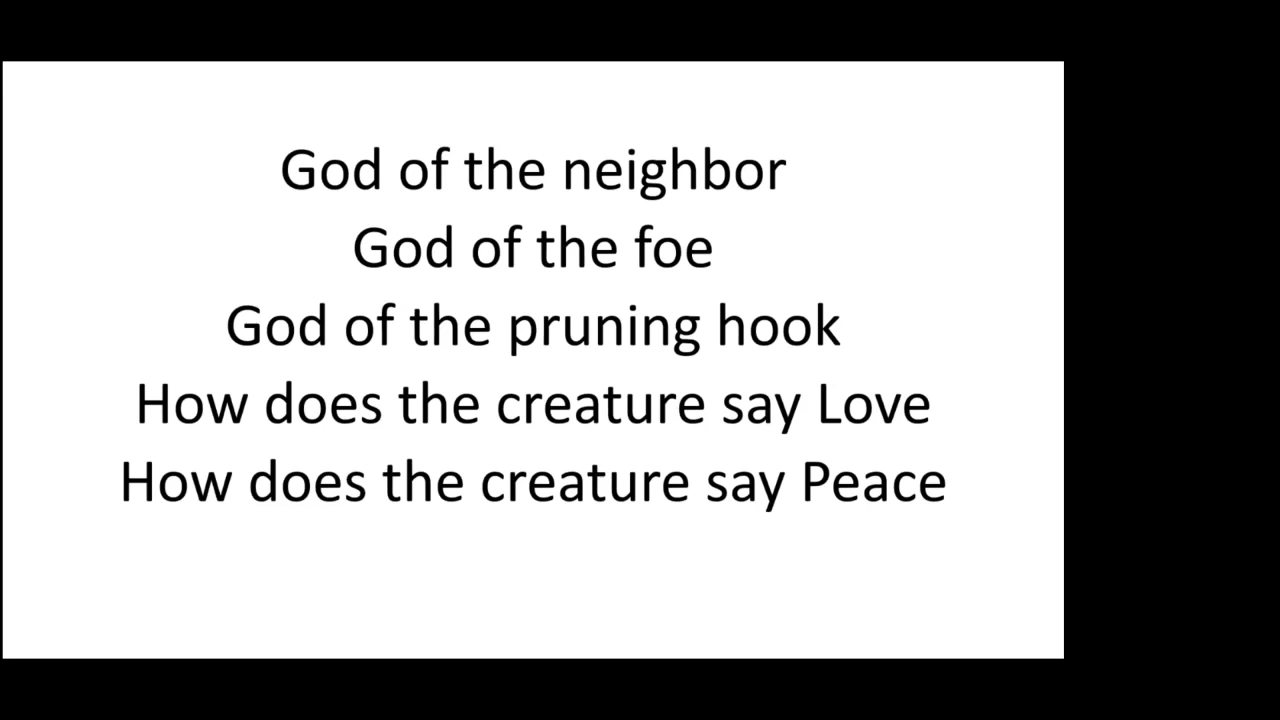 God of the neighbor
God of the foe
God of the pruning hook
How does the creature say Love
How does the creature say Peace